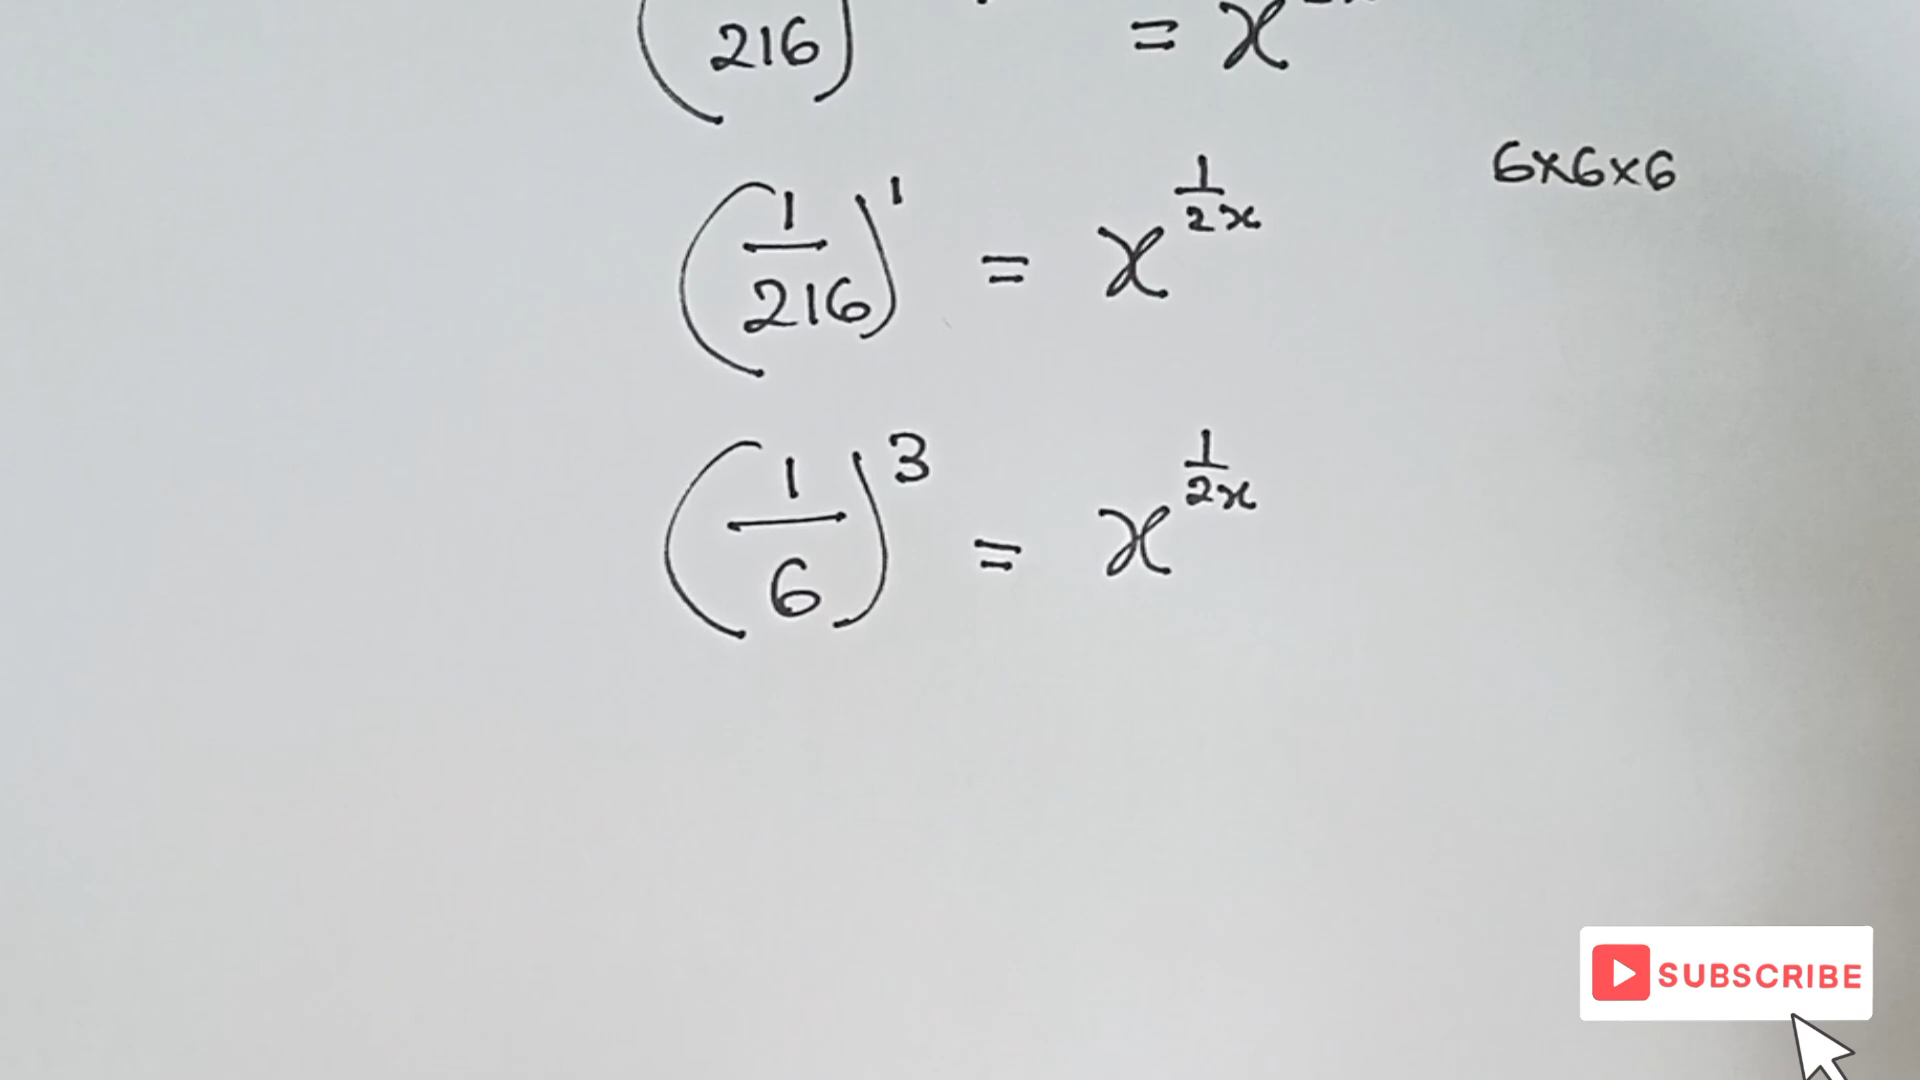 (216) = x
6×6×6
(1/216)^1 = x^(1/2x)
(1/6)^3 = x^(1/2x)
SUBSCRIBE